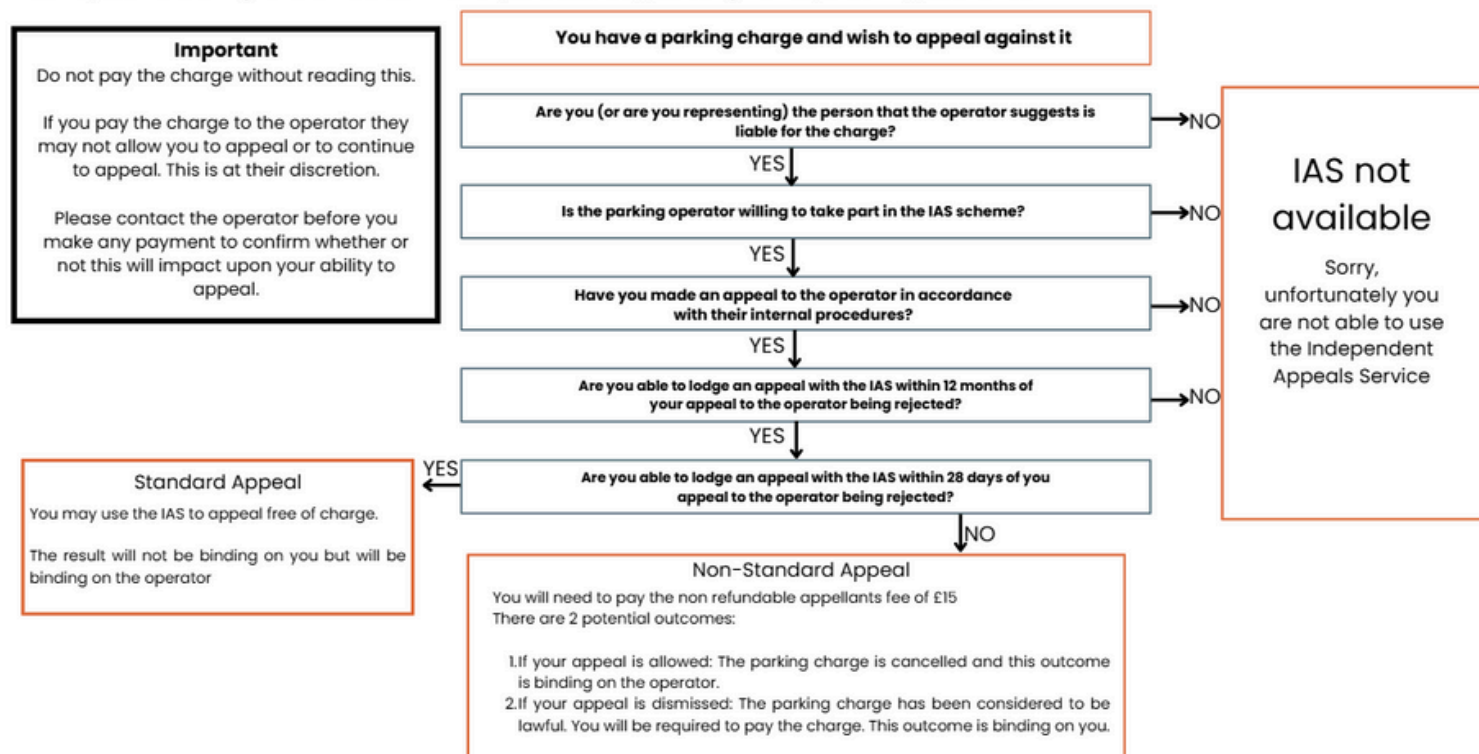 Important
Do not pay the charge without reading this.
If you pay the charge to the operator they
may not allow you to appeal or to continue
to appeal. This is at their discretion.
Please contact the operator before you
make any payment to confirm whether or
not this will impact upon your ability to
appeal.
You have a parking charge and wish to appeal against it
Are you (or are you representing) the person that the operator suggests is
liable for the charge?
NO
YES
Is the parking operator willing to take part in the IAS scheme?
NO
YES
Have you made an appeal to the operator in accordance
with their internal procedures?
NO
YES
Are you able to lodge an appeal with the IAS within 12 months of
your appeal to the operator being rejected?
NO
YES
IAS not
available
Sorry,
unfortunately you
are not able to use
the Independent
Appeals Service
Are you able to lodge an appeal with the IAS within 28 days of you
appeal to the operator being rejected?
YES
NO
Standard Appeal
You may use the IAS to appeal free of charge.
The result will not be binding on you but will be
binding on the operator
Non-Standard Appeal
You will need to pay the non refundable appellants fee of £15
There are 2 potential outcomes:
1.If your appeal is allowed: The parking charge is cancelled and this outcome
is binding on the operator.
2.If your appeal is dismissed: The parking charge has been considered to be
lawful. You will be required to pay the charge. This outcome is binding on you.